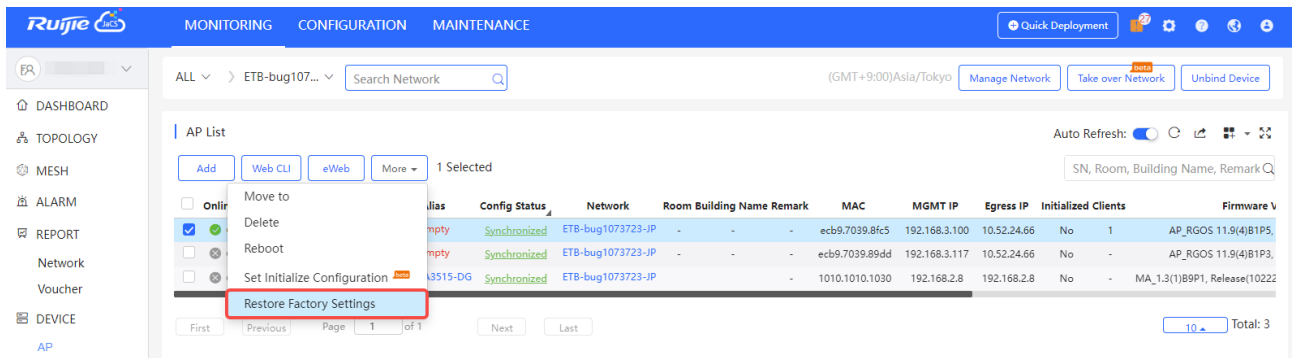 Ruijie JaCS MONITORING CONFIGURATION MAINTENANCE Quick Deployment 27
ER
ALL ETB-bug107... Search Network (GMT+9:00)Asia/Tokyo Manage Network Take over Network beta Unbind Device
DASHBOARD
TOPOLOGY
MESH
ALARM
REPORT
Network
Voucher
DEVICE
AP
AP List Auto Refresh:
Add Web CLI eWeb More 1 Selected SN, Room, Building Name, Remark
Move to
Delete
Reboot
Set Initialize Configuration beta
Restore Factory Settings
Onlin lias Config Status Network Room Building Name Remark MAC MGMT IP Egress IP Initialized Clients Firmware V
mpty Synchronized ETB-bug1073723-JP - - - ecb9.7039.8fc5 192.168.3.100 10.52.24.66 No 1 AP_RGOS 11.9(4)B1P5,
mpty Synchronized ETB-bug1073723-JP - - - ecb9.7039.89dd 192.168.3.117 10.52.24.66 No - AP_RGOS 11.9(4)B1P3,
A3515-DG Synchronized ETB-bug1073723-JP - - 1010.1010.1030 192.168.2.8 192.168.2.8 No - MA_1.3(1)B9P1, Release(10222
First Previous Page 1 of 1 Next Last 10 Total: 3